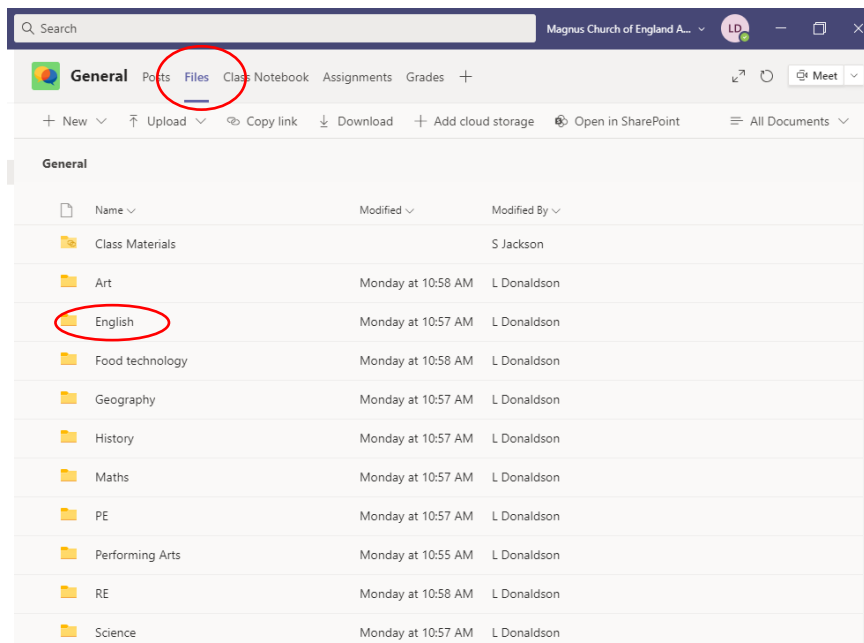 Search
Magnus Church of England A...
LD
General Posts Files Class Notebook Assignments Grades
Meet
New Upload Copy link Download Add cloud storage Open in SharePoint All Documents
General
Name Modified Modified By
Class Materials S Jackson
Art Monday at 10:58 AM L Donaldson
English Monday at 10:57 AM L Donaldson
Food technology Monday at 10:58 AM L Donaldson
Geography Monday at 10:57 AM L Donaldson
History Monday at 10:57 AM L Donaldson
Maths Monday at 10:57 AM L Donaldson
PE Monday at 10:57 AM L Donaldson
Performing Arts Monday at 10:55 AM L Donaldson
RE Monday at 10:58 AM L Donaldson
Science Monday at 10:57 AM L Donaldson